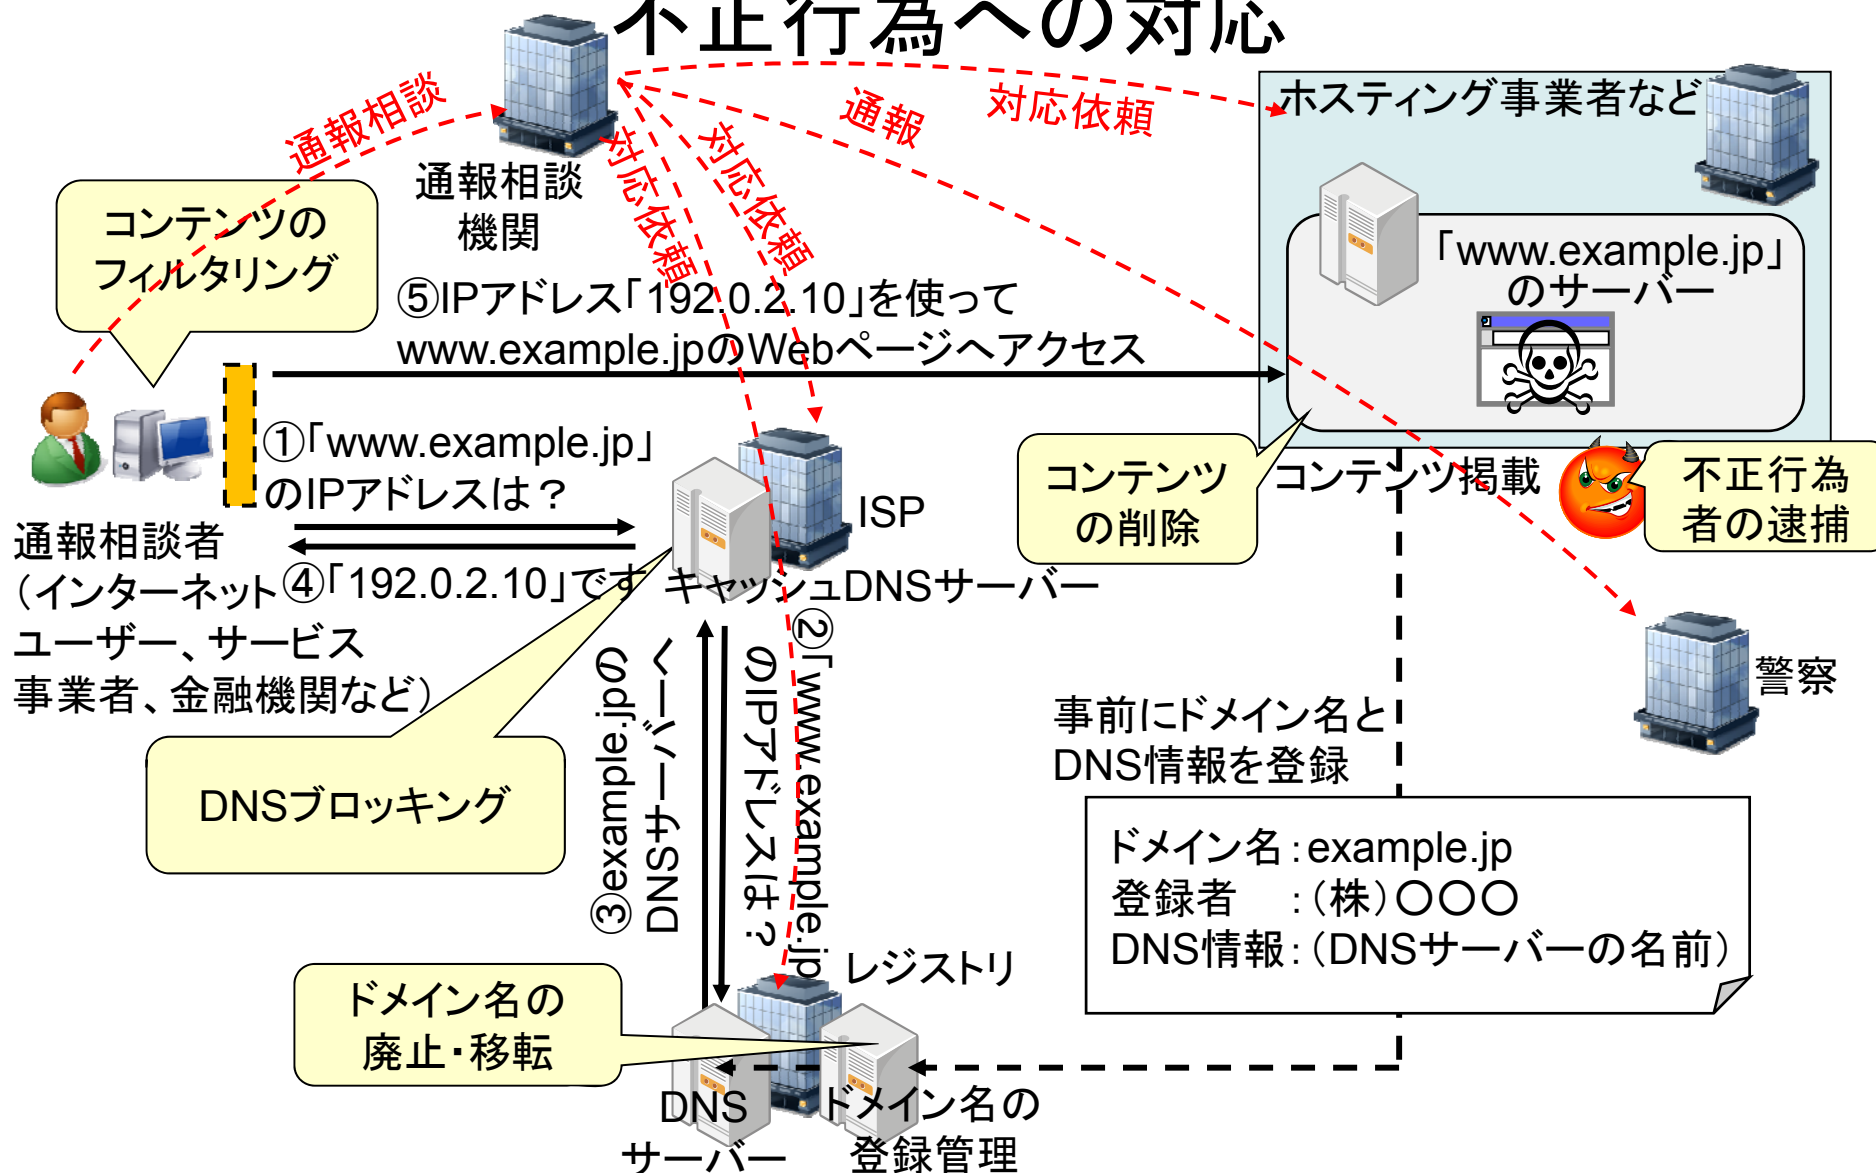 不正行為への対応
通報相談
通報相談
機関
対応依頼
対応依頼
通報
対応依頼
ホスティング事業者など
「www.example.jp」
のサーバー
コンテンツの
フィルタリング
⑤IPアドレス「192.0.2.10」を使って
www.example.jpのWebページへアクセス
①「www.example.jp」
のIPアドレスは？
ISP
コンテンツ
の削除
コンテンツ掲載
不正行為
者の逮捕
通報相談者
（インターネット
ユーザー、サービス
事業者、金融機関など）
④「192.0.2.10」です
キャッシュDNSサーバー
②「www.example.jp」
のIPアドレスは？
③example.jpの
DNSサーバーへ
DNSブロッキング
警察
事前にドメイン名と
DNS情報を登録
ドメイン名：example.jp
登録者　：（株）〇〇〇
DNS情報：（DNSサーバーの名前）
レジストリ
ドメイン名の
廃止・移転
DNS
サーバー
ドメイン名の
登録管理